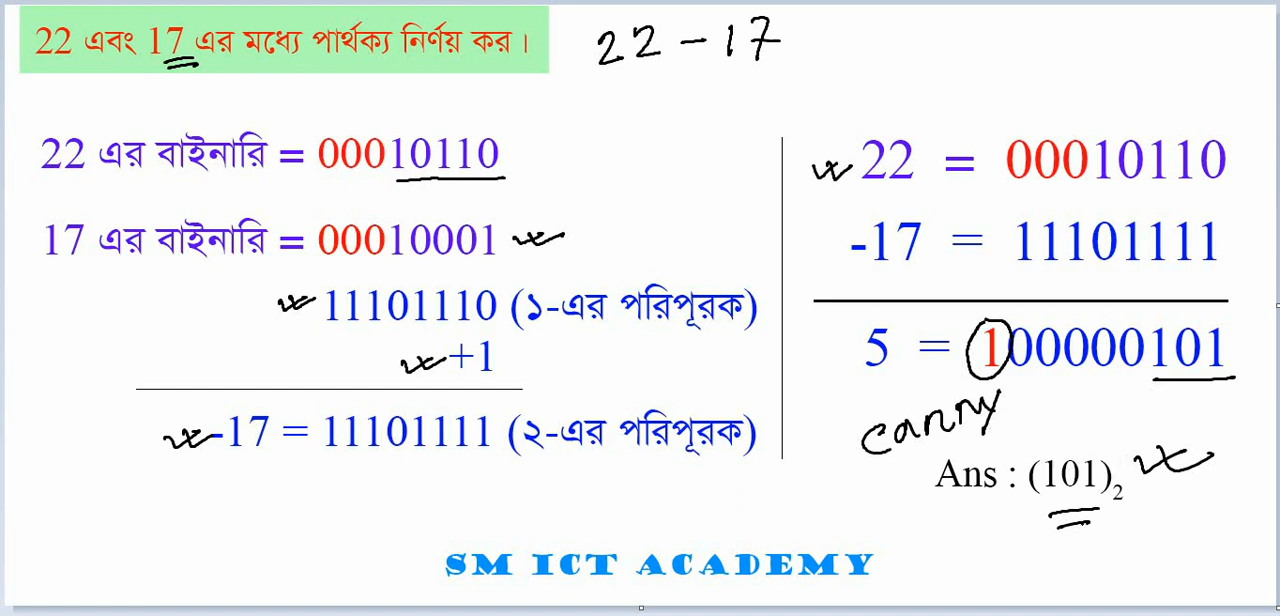 22 এবং 17 এর মধ্যে পার্থক্য নির্ণয় কর।
22 - 17
22 এর বাইনারি = 00010110
17 এর বাইনারি = 00010001
11101110 (১-এর পরিপূরক)
+1
-17 = 11101111 (২-এর পরিপূরক)
22 = 00010110
-17 = 11101111
5 = 100000101
carry
Ans : (101)2
SM ICT ACADEMY